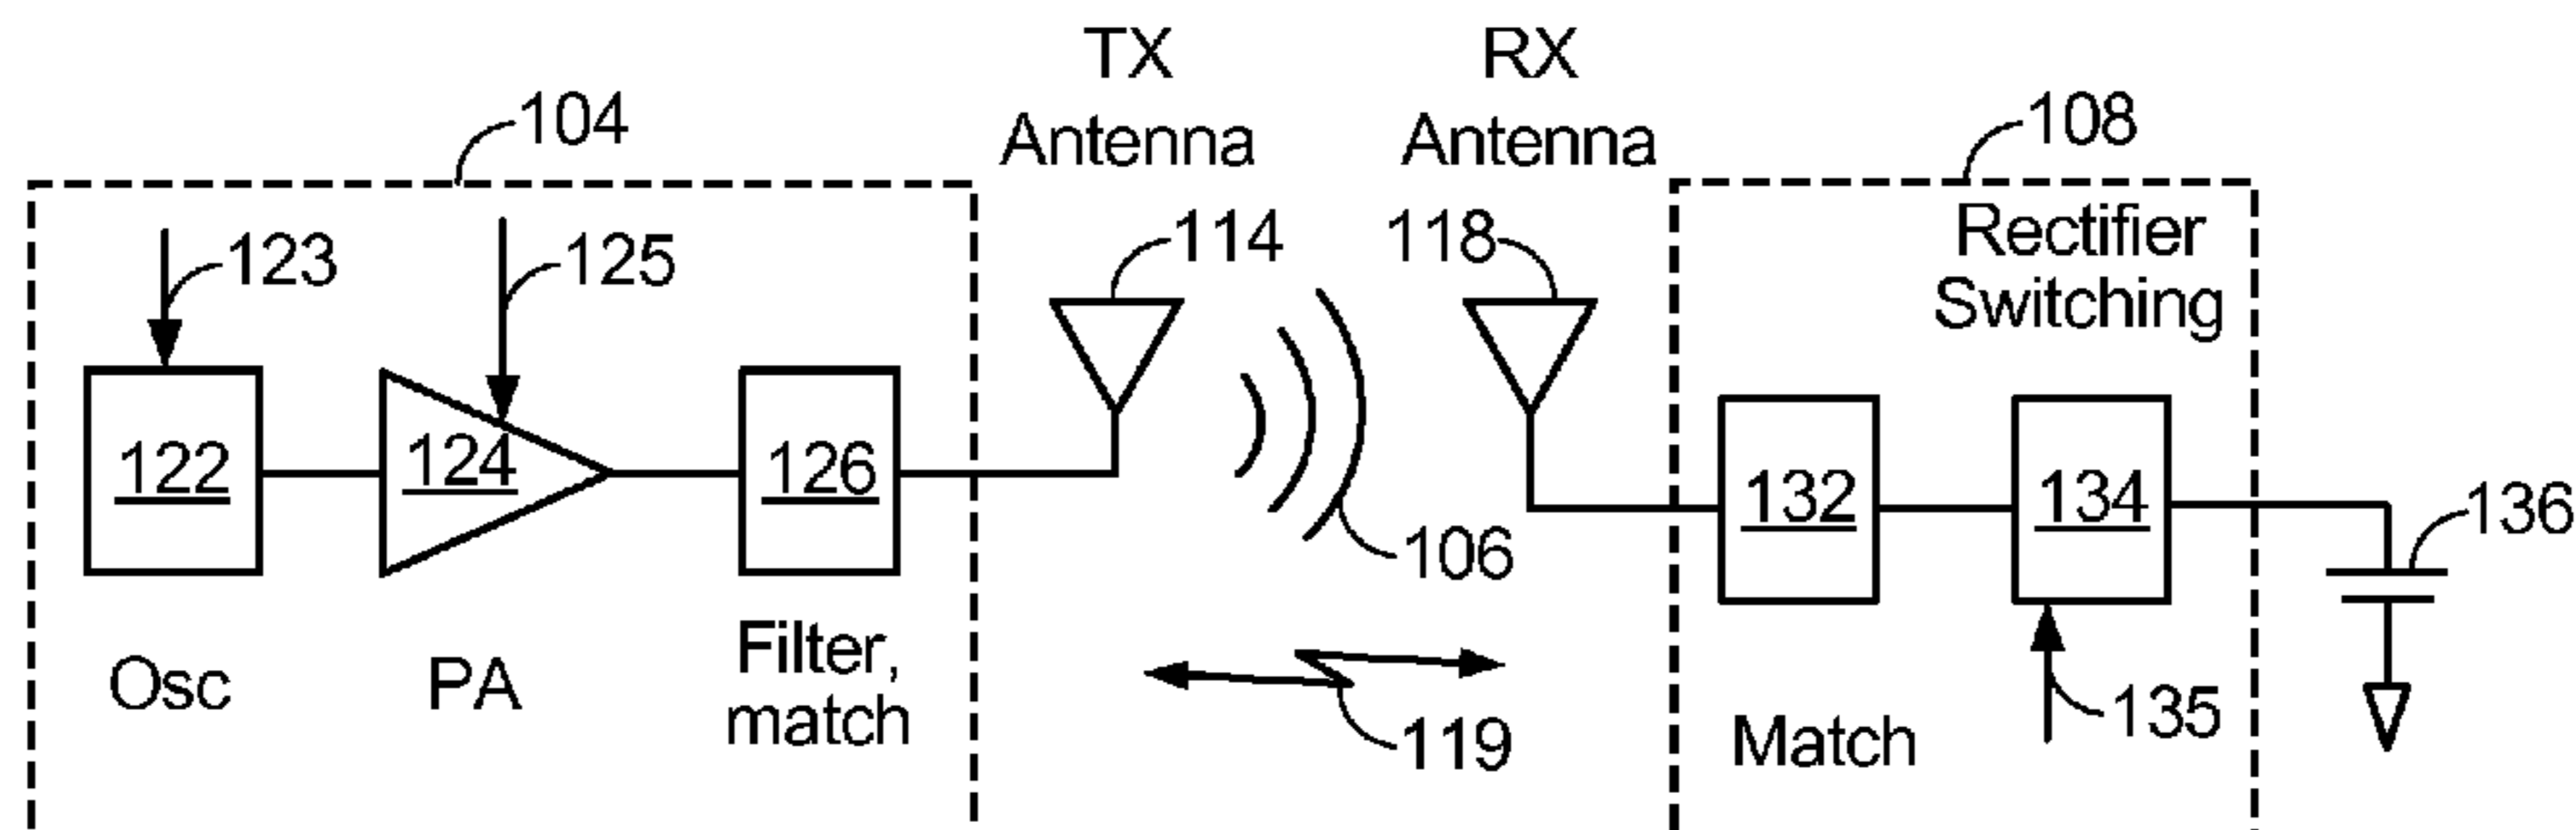 TX
Antenna
RX
Antenna
104
108
Rectifier
Switching
123
125
114
118
122
124
126
132
134
136
106
Osc
PA
Filter,
match
119
Match
135